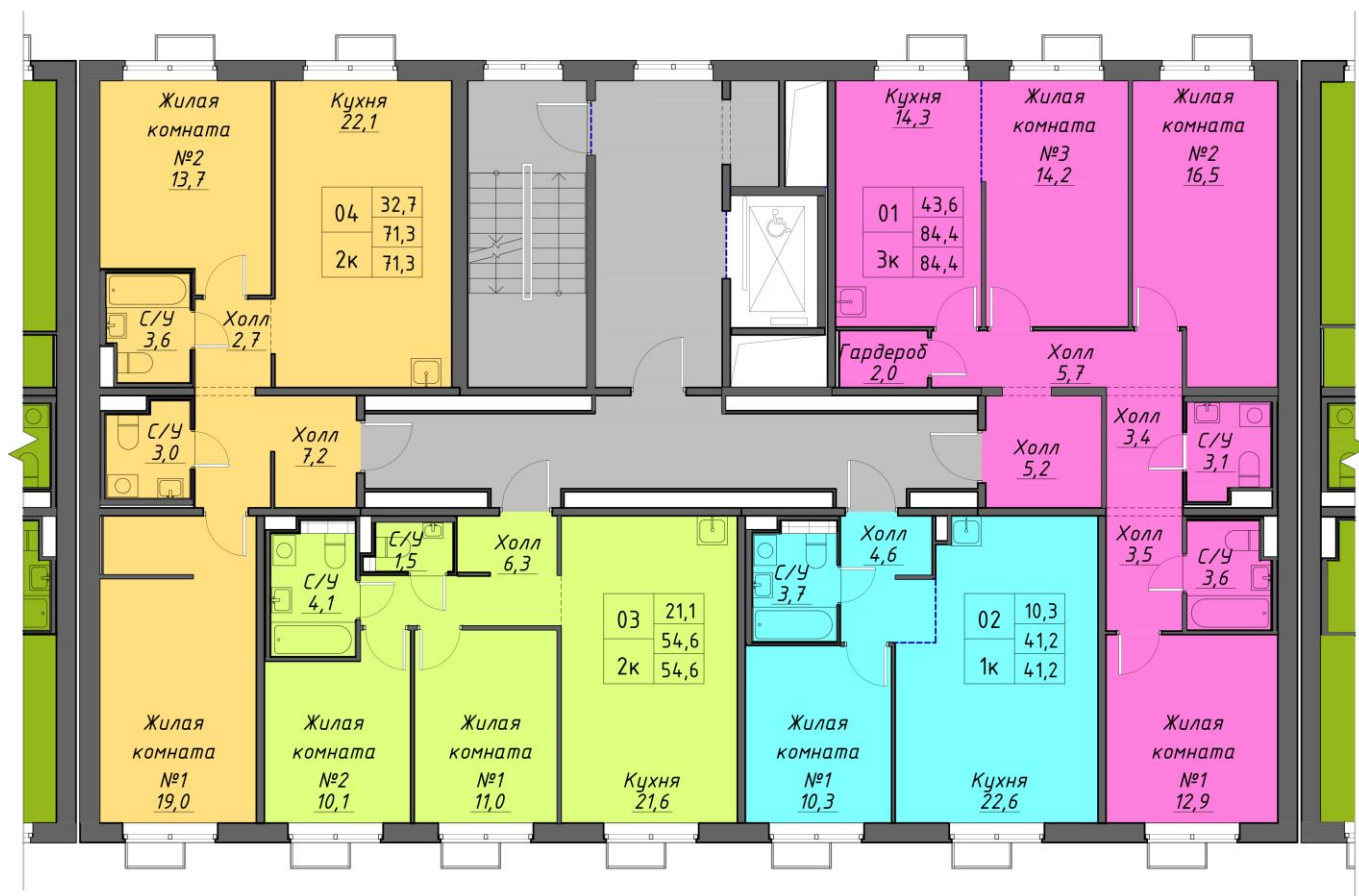 Жилая
комната
№2
13,7
Кухня
22,1
04
32,7
71,3
2к
71,3
С/У
3,6
Холл
2,7
С/У
3,0
Холл
7,2
Жилая
комната
№1
19,0
Кухня
14,3
Жилая
комната
№3
14,2
Жилая
комната
№2
16,5
01
43,6
84,4
3к
84,4
Гардероб
2,0
Холл
5,7
Холл
3,4
С/У
3,1
Холл
5,2
Холл
3,5
С/У
3,6
Жилая
комната
№1
12,9
С/У
4,1
С/У
1,5
Холл
6,3
03
21,1
54,6
2к
54,6
Жилая
комната
№2
10,1
Жилая
комната
№1
11,0
Кухня
21,6
С/У
3,7
Холл
4,6
02
10,3
41,2
1к
41,2
Жилая
комната
№1
10,3
Кухня
22,6